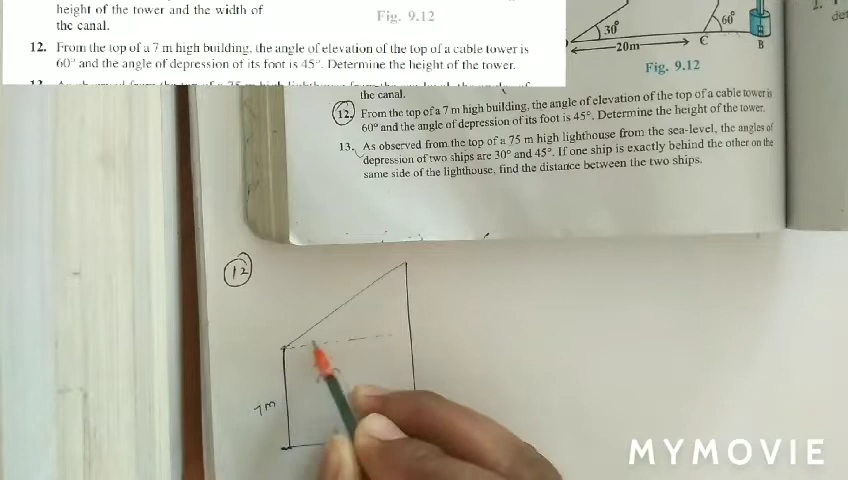 height of the tower and the width of
the canal.
Fig. 9.12
12. From the top of a 7 m high building, the angle of elevation of the top of a cable tower is
60° and the angle of depression of its foot is 45°. Determine the height of the tower.
30°
60°
20m
C
B
Fig. 9.12
the canal.
12. From the top of a 7 m high building, the angle of elevation of the top of a cable tower is
60° and the angle of depression of its foot is 45°. Determine the height of the tower.
13. As observed from the top of a 75 m high lighthouse from the sea-level, the angles of
depression of two ships are 30° and 45°. If one ship is exactly behind the other on the
same side of the lighthouse, find the distance between the two ships.
12
7m
MYMOVIE